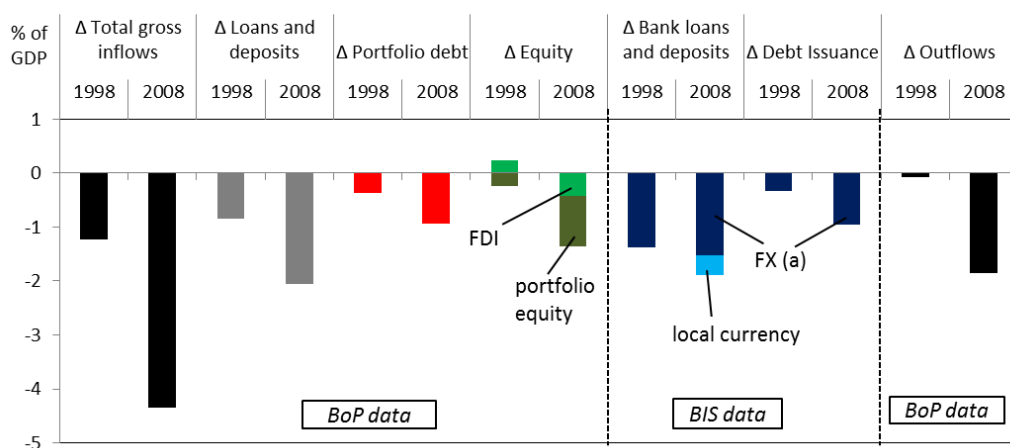 % of GDP
Δ Total gross inflows
Δ Loans and deposits
Δ Portfolio debt
Δ Equity
Δ Bank loans and deposits
Δ Debt Issuance
Δ Outflows
1998 2008 1998 2008 1998 2008 1998 2008 1998 2008 1998 2008 1998 2008
1
0
-1
-2
-3
-4
-5
FDI
portfolio
equity
FX (a)
local currency
BoP data
BIS data
BoP data